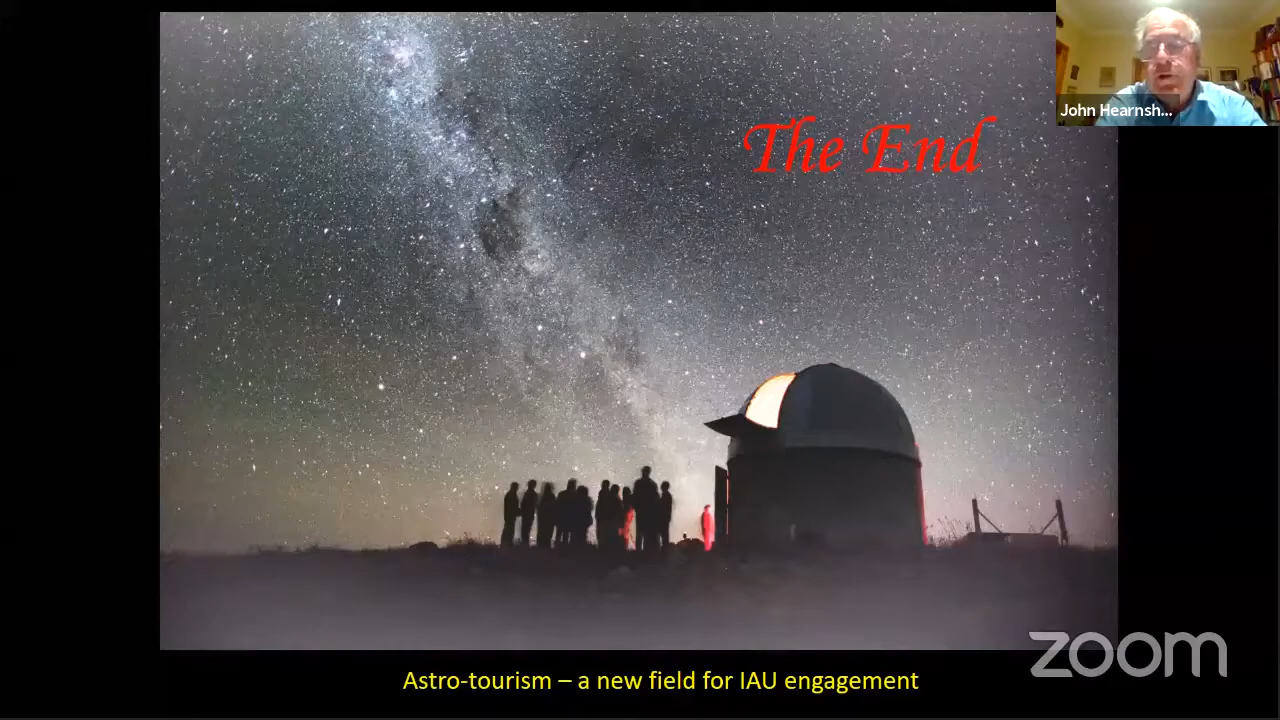 John Hearnsh...
The End
zoom
Astro-tourism – a new field for IAU engagement